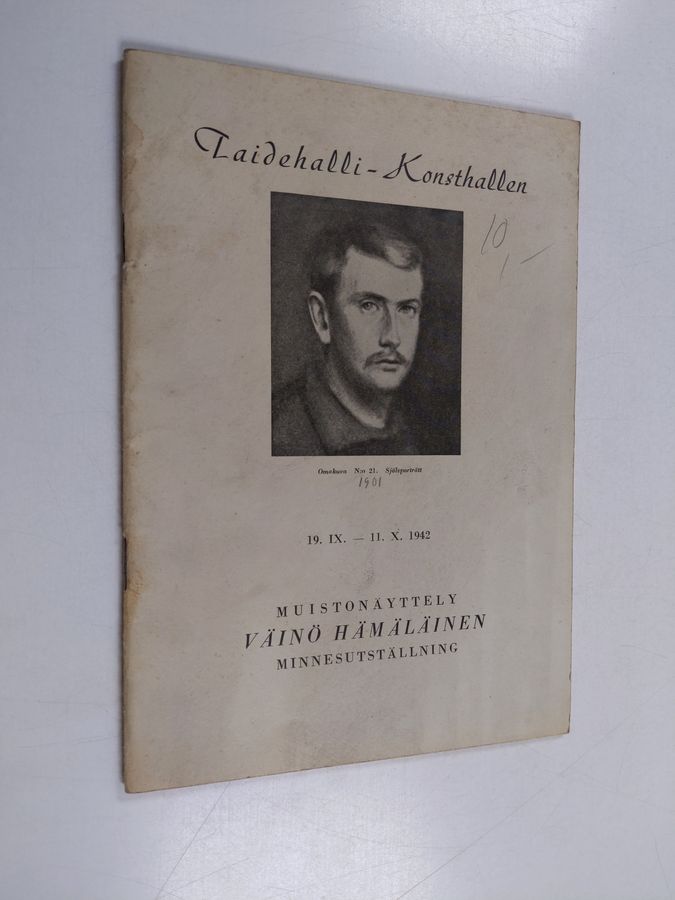 Taidehalli - Konsthallen
10,-
Omakuva N:o 21. Självporträtt
1901
19. IX. — 11. X. 1942
MUISTONÄYTTELY
VÄINÖ HÄMÄLÄINEN
MINNESUTSTÄLLNING